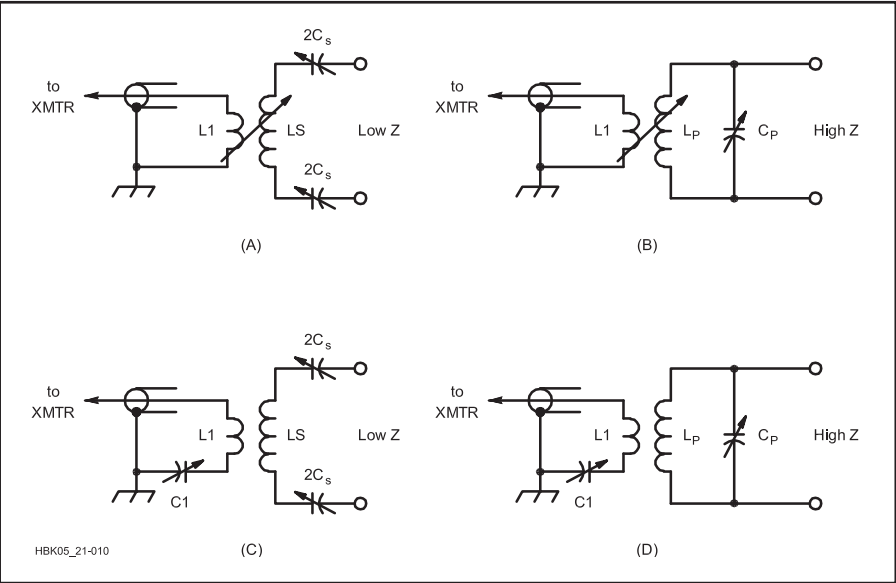 2Cs
to
XMTR
L1
LS
Low Z
2Cs
(A)
to
XMTR
L1
LP
CP
High Z
(B)
2Cs
to
XMTR
L1
LS
Low Z
2Cs
C1
(C)
to
XMTR
L1
LP
CP
High Z
C1
(D)
HBK05_21-010